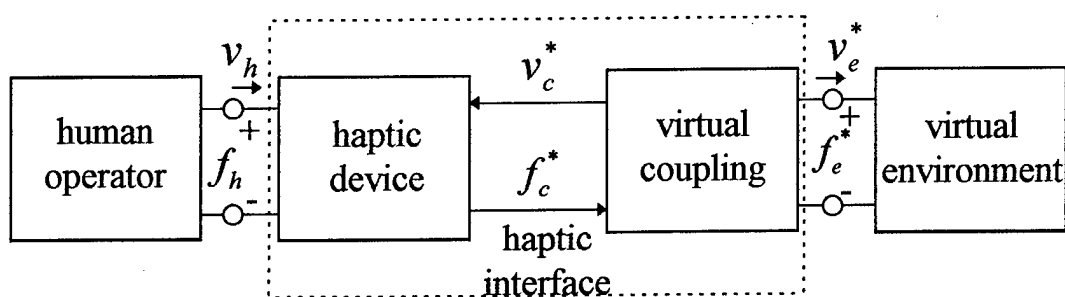 human
operator
v_h
+
f_h
-
haptic
device
v_c^*
f_c^*
haptic
interface
virtual
coupling
v_e^*
+
f_e^*
-
virtual
environment